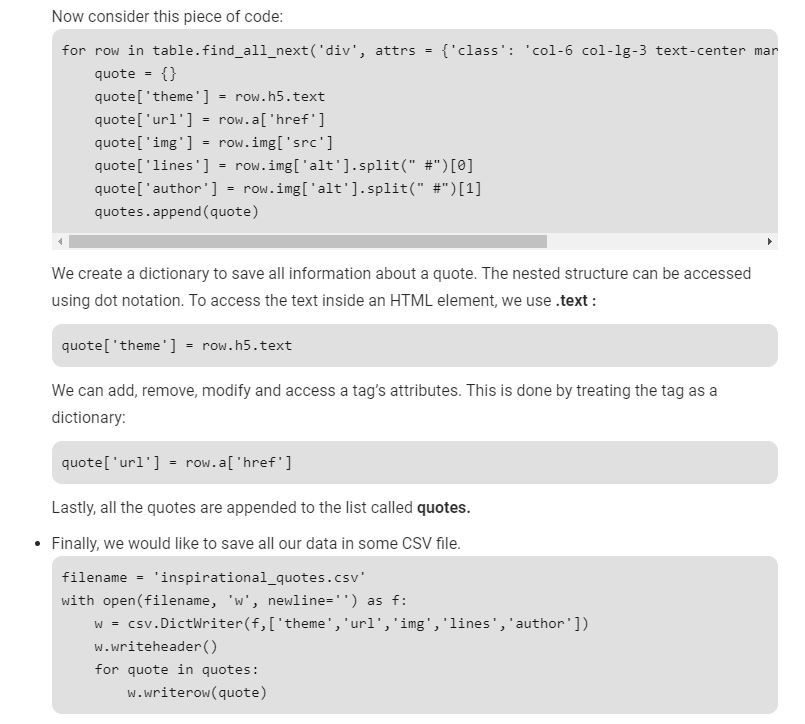 Now consider this piece of code:
for row in table.find_all_next('div', attrs = {'class': 'col-6 col-lg-3 text-center mar
    quote = {}
    quote['theme'] = row.h5.text
    quote['url'] = row.a['href']
    quote['img'] = row.img['src']
    quote['lines'] = row.img['alt'].split(" #")[0]
    quote['author'] = row.img['alt'].split(" #")[1]
    quotes.append(quote)
We create a dictionary to save all information about a quote. The nested structure can be accessed
using dot notation. To access the text inside an HTML element, we use .text :
quote['theme'] = row.h5.text
We can add, remove, modify and access a tag’s attributes. This is done by treating the tag as a
dictionary:
quote['url'] = row.a['href']
Lastly, all the quotes are appended to the list called quotes.
• Finally, we would like to save all our data in some CSV file.
filename = 'inspirational_quotes.csv'
with open(filename, 'w', newline='') as f:
    w = csv.DictWriter(f,['theme','url','img','lines','author'])
    w.writeheader()
    for quote in quotes:
        w.writerow(quote)